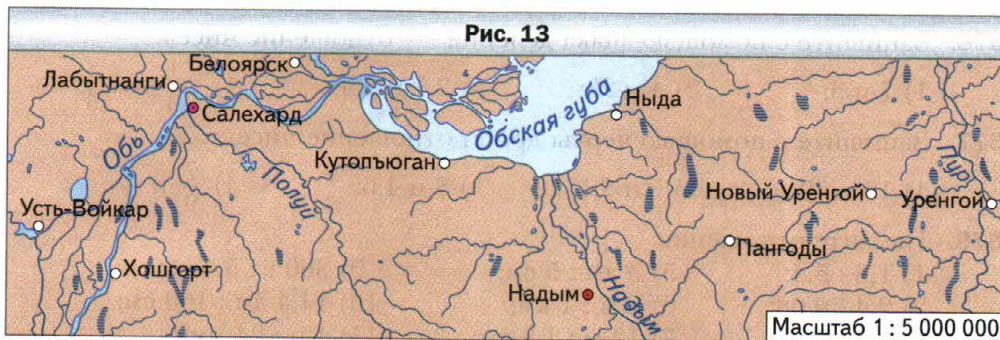 Рис. 13
Белоярск
Лабытнанги
Салехард
Ныда
Обская губа
Обь
Кутопъюган
Полуй
Пур
Новый Уренгой
Уренгой
Усть-Войкар
Пангоды
Хошгорт
Надым
Надым
Масштаб 1 : 5 000 000